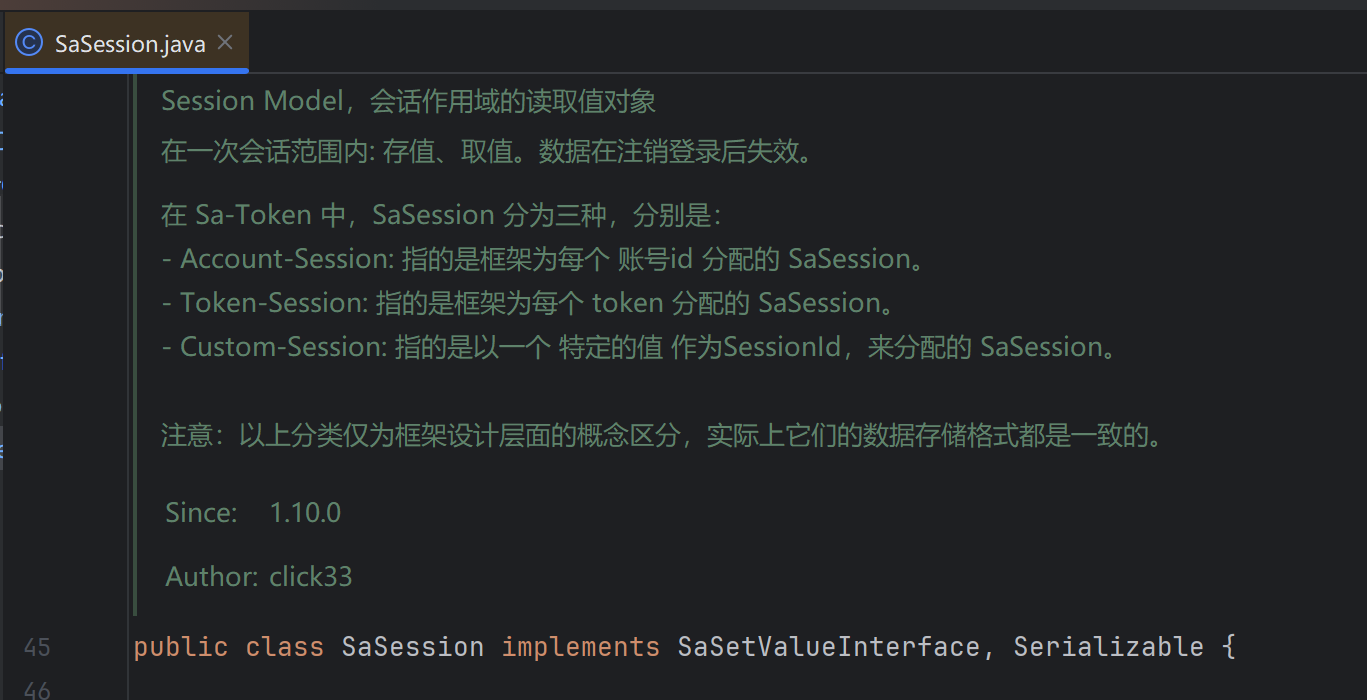 SaSession.java
Session Model，会话作用域的读取值对象
在一次会话范围内: 存值、取值。数据在注销登录后失效。
在 Sa-Token 中，SaSession 分为三种，分别是：
- Account-Session: 指的是框架为每个 账号id 分配的 SaSession。
- Token-Session: 指的是框架为每个 token 分配的 SaSession。
- Custom-Session: 指的是以一个 特定的值 作为SessionId，来分配的 SaSession。
注意：以上分类仅为框架设计层面的概念区分，实际上它们的数据存储格式都是一致的。
Since: 1.10.0
Author: click33
45 public class SaSession implements SaSetValueInterface, Serializable {
46